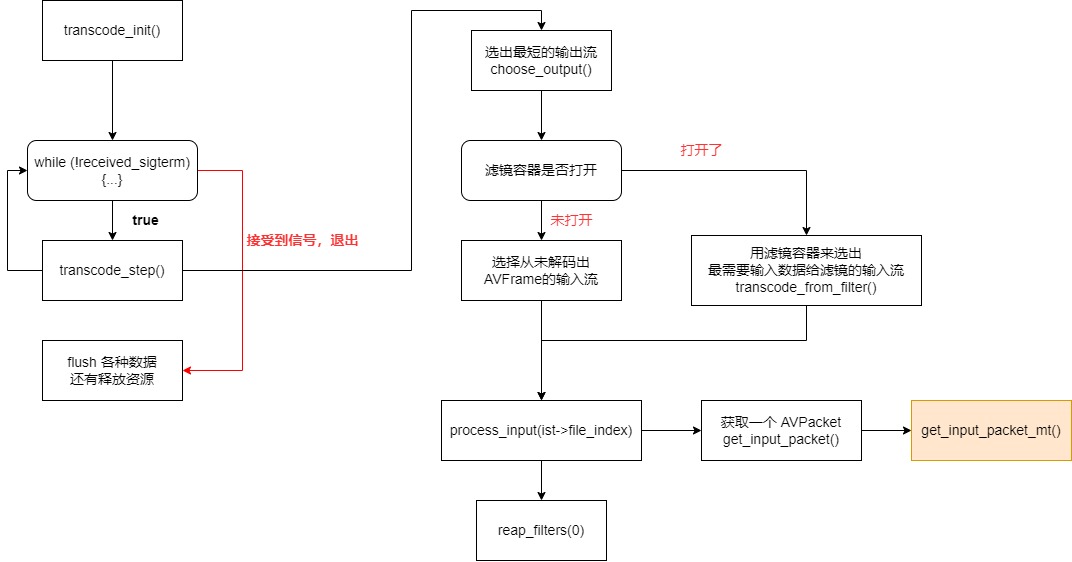 transcode_init()
while (!received_sigterm)
{...}
true
接受到信号，退出
transcode_step()
flush 各种数据
还有释放资源
选出最短的输出流
choose_output()
滤镜容器是否打开
打开了
未打开
选择从未解码出
AVFrame的输入流
用滤镜容器来选出
最需要输入数据给滤镜的输入流
transcode_from_filter()
process_input(ist->file_index)
获取一个 AVPacket
get_input_packet()
get_input_packet_mt()
reap_filters(0)